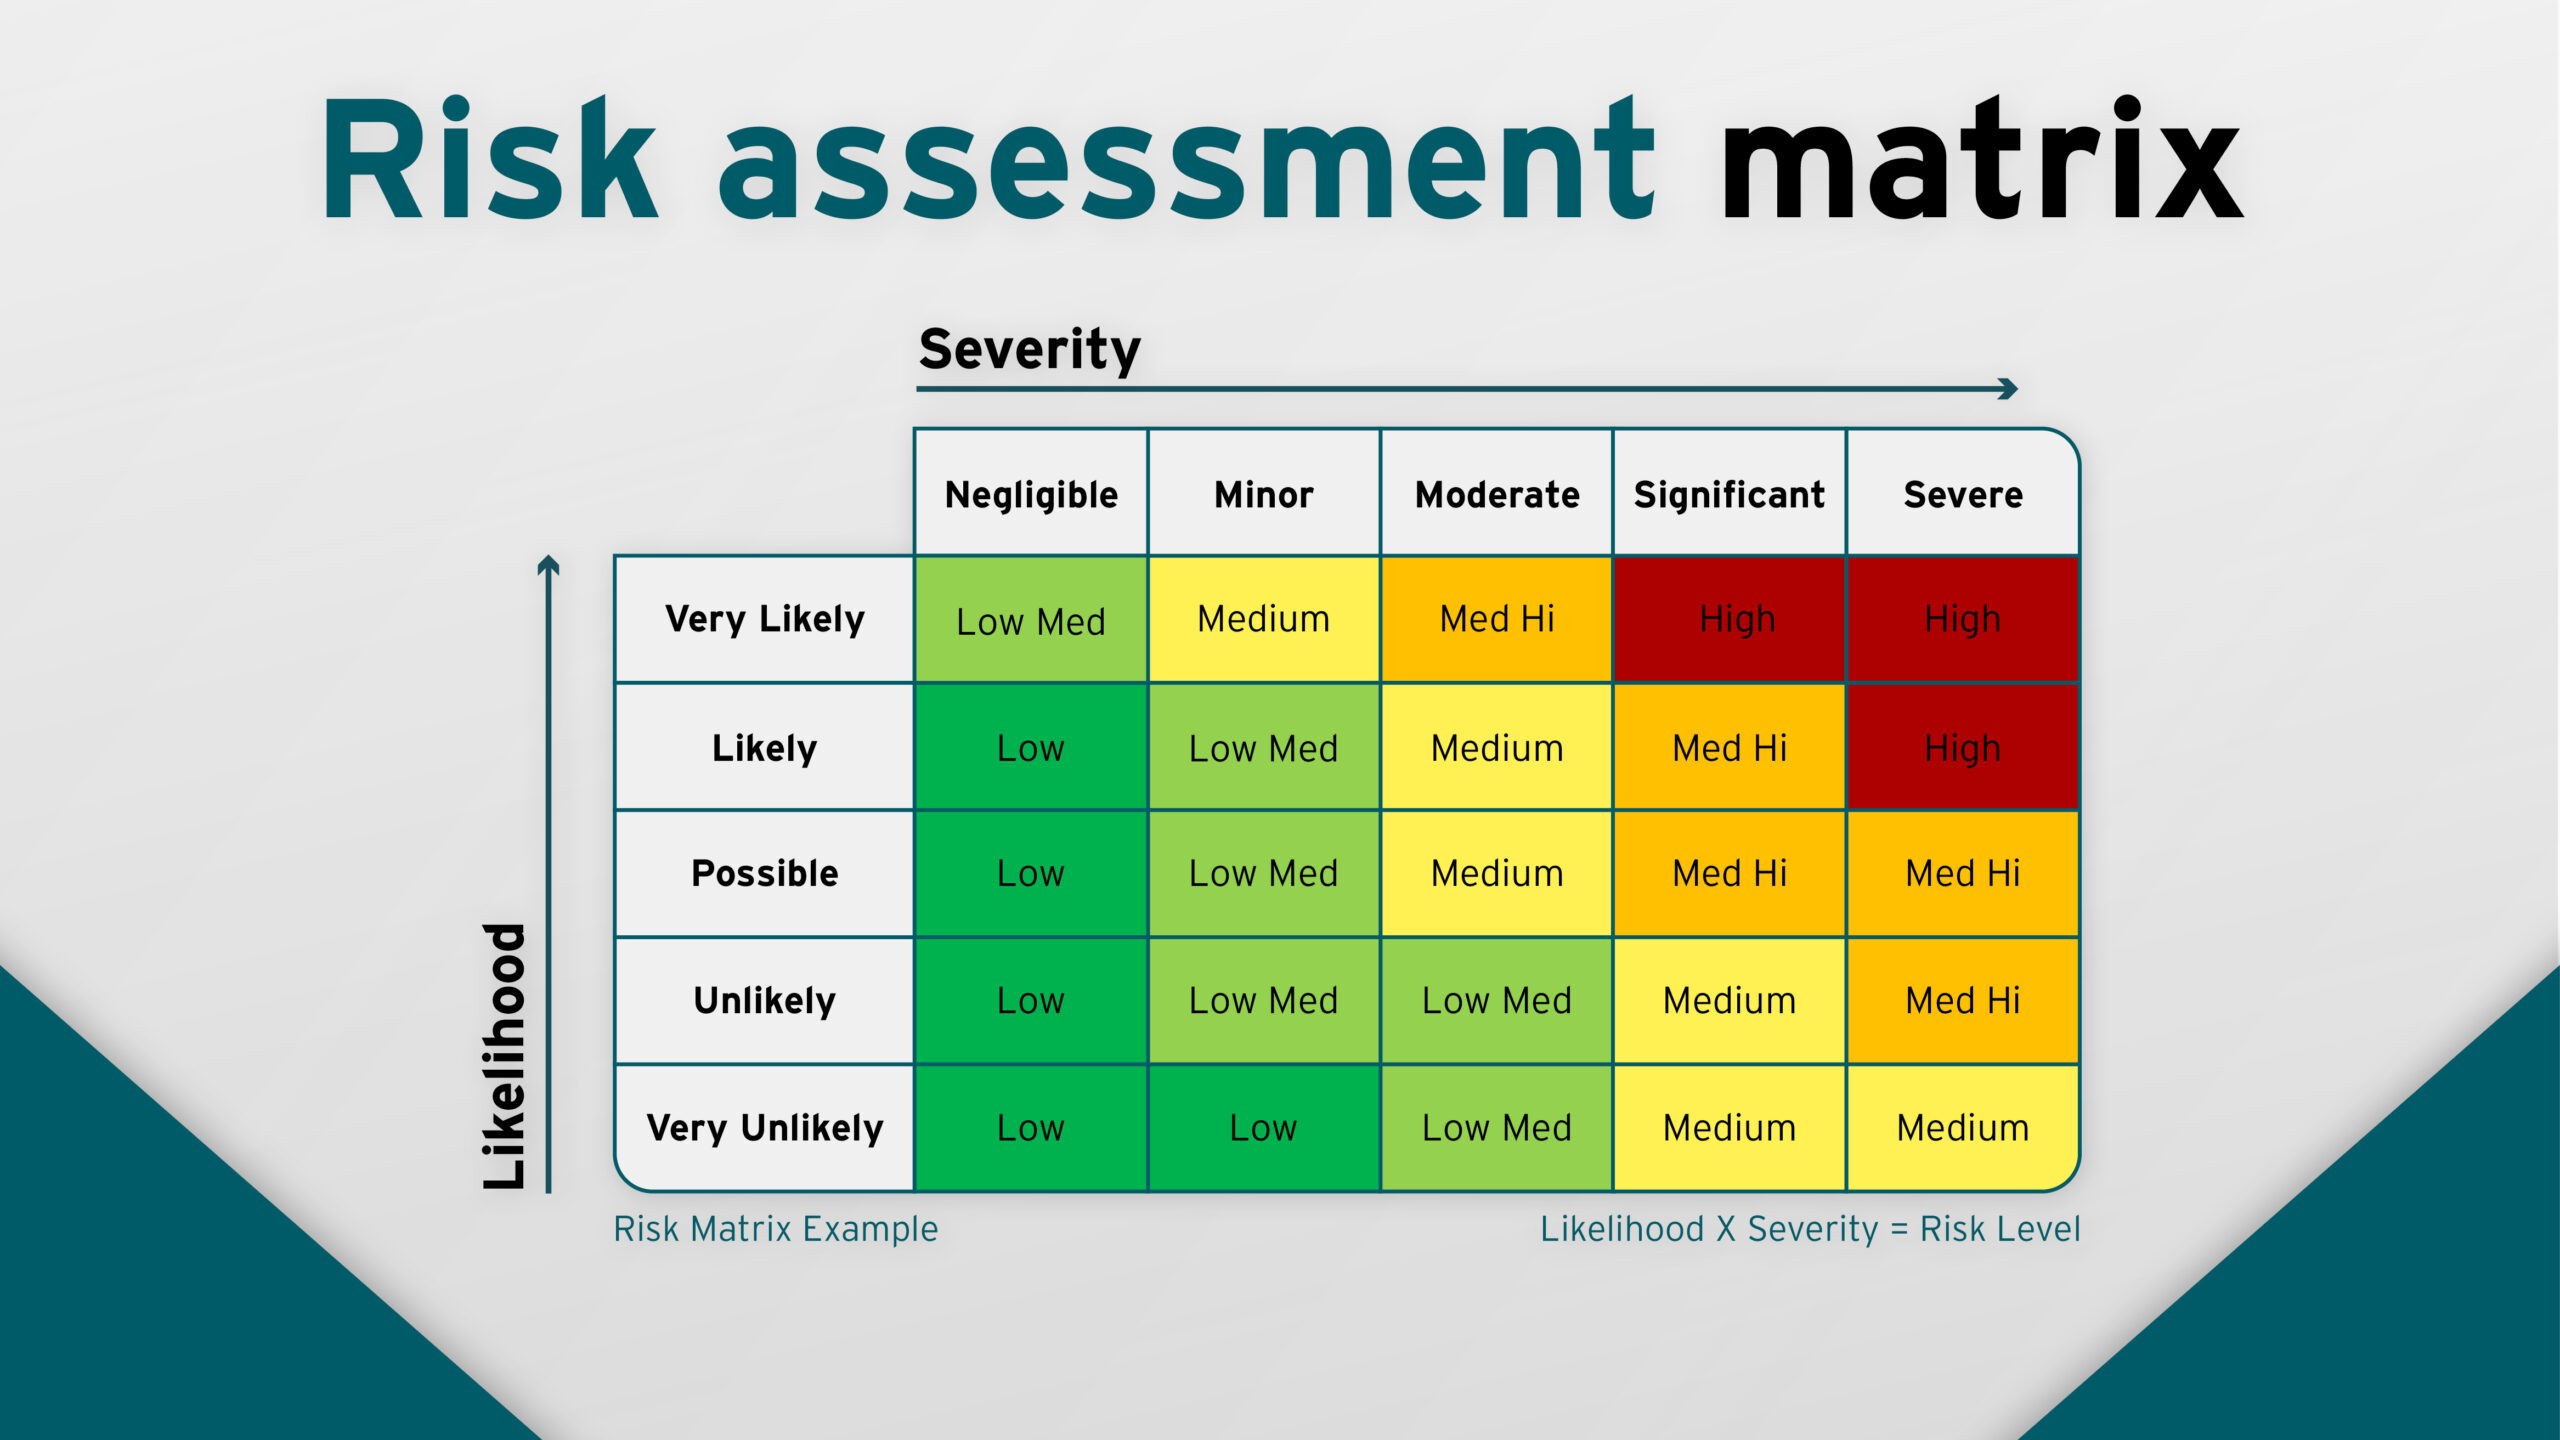 Risk assessment matrix
Severity
Negligible Minor Moderate Significant Severe
Very Likely Low Med Medium Med Hi High High
Likely Low Low Med Medium Med Hi High
Possible Low Low Med Medium Med Hi Med Hi
Unlikely Low Low Med Low Med Medium Med Hi
Very Unlikely Low Low Low Med Medium Medium
Likelihood
Risk Matrix Example
Likelihood X Severity = Risk Level